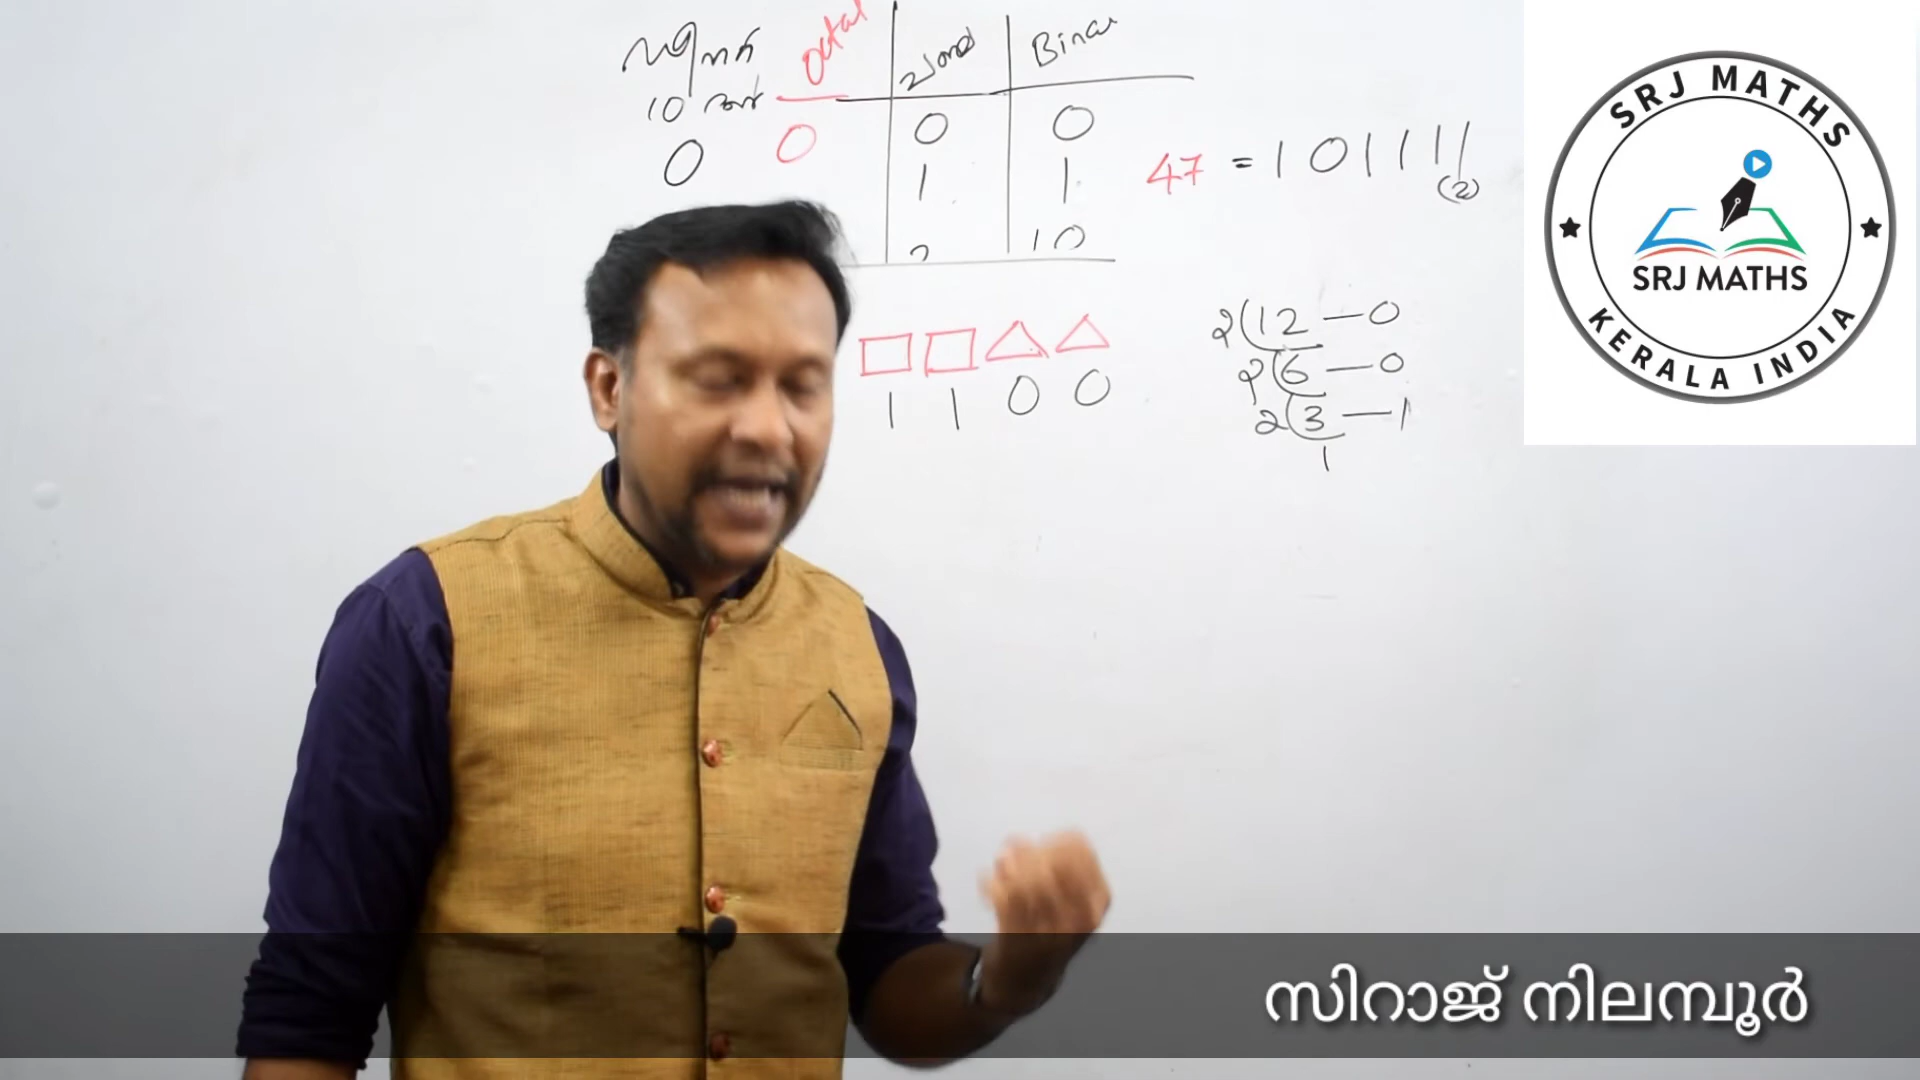 Octal
Binar
10
0 0 0 0
1 1
2 10
47 = 101111
(2)
1 1 0 0
2 12 — 0
2 6 — 0
2 3 — 1
1
SRJ MATHS
SRJ MATHS
KERALA INDIA
സിറാജ് നിലമ്പൂർ